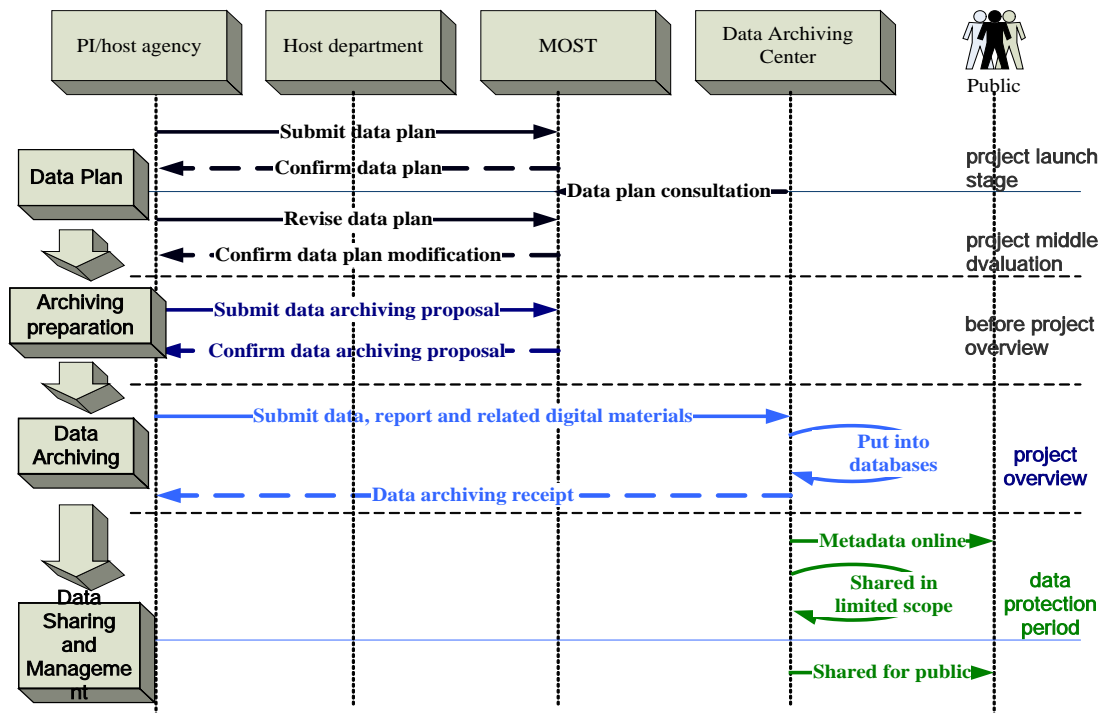 PI/host agency
Host department
MOST
Data Archiving
Center
Public
Submit data plan
Confirm data plan
Data Plan
project launch
stage
Data plan consultation
Revise data plan
Confirm data plan modification
project middle
dvaluation
Archiving
preparation
Submit data archiving proposal
Confirm data archiving proposal
before project
overview
Submit data, report and related digital materials
Data
Archiving
Put into
databases
project
overview
Data archiving receipt
Metadata online
Data
Sharing
and
Manageme
nt
Shared in
limited scope
data
protection
period
Shared for public